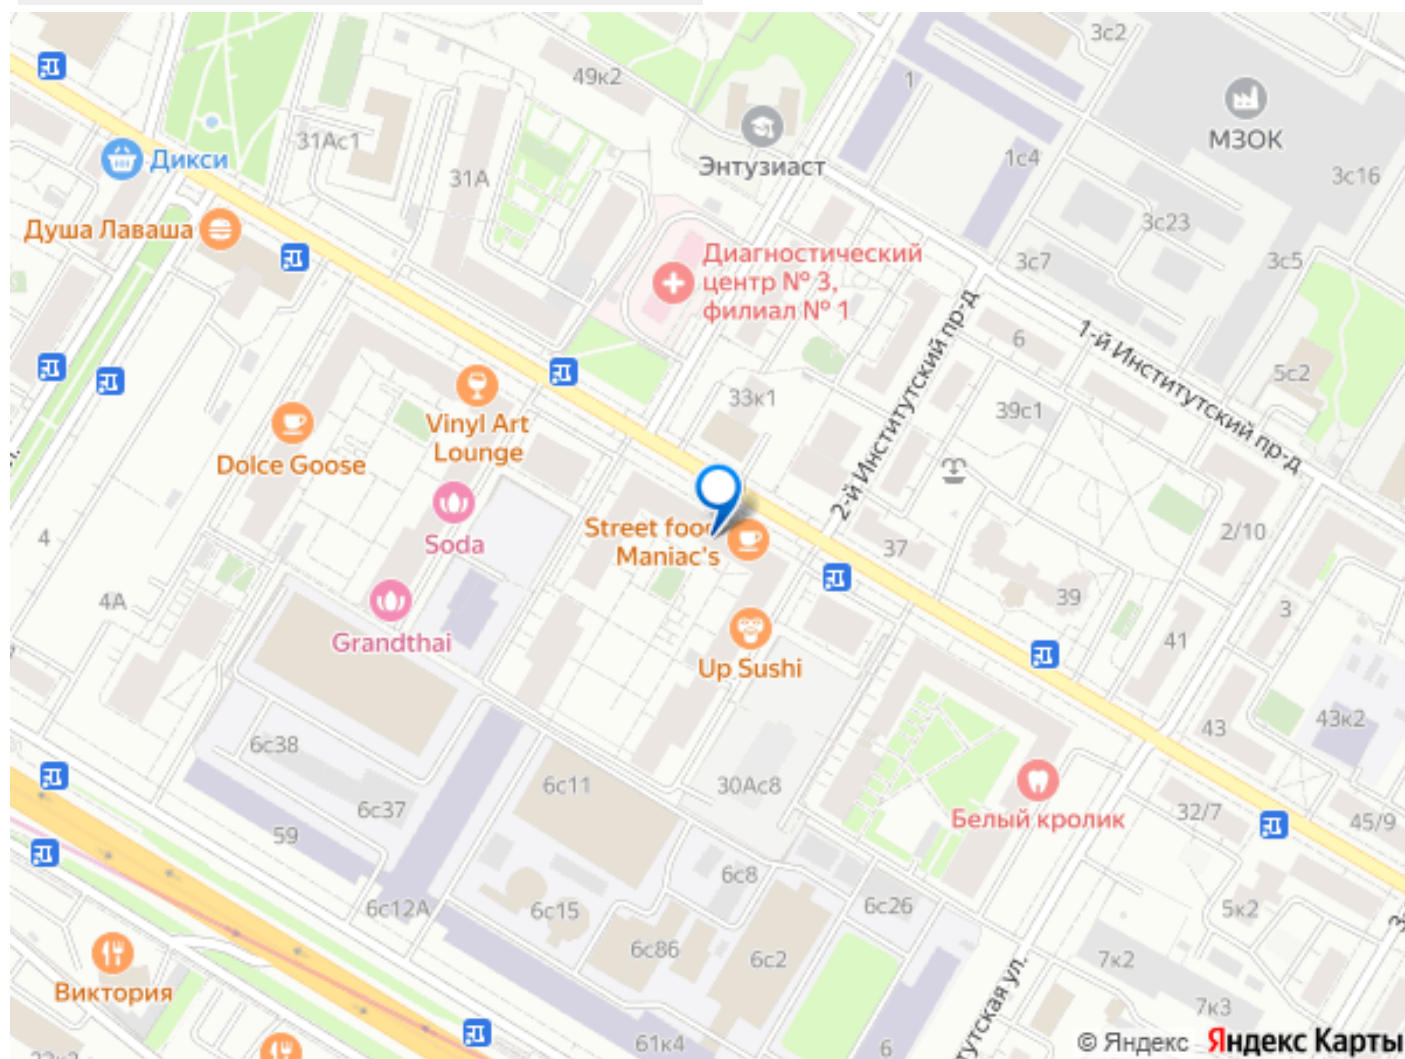 3с2
49к2
1
МЗОК
31Ас1
Дикси
Энтузиаст
1с4
3с16
31А
3с23
Душа Лаваша
Диагностический
центр № 3,
филиал № 1
3с7
3с5
6
1-й Институтский пр-д
2-й Институтский пр-д
5с2
33к1
39с1
Vinyl Art
Lounge
Dolce Goose
Street food
Maniac's
2/10
4
Soda
37
4А
39
3
Grandthai
41
Up Sushi
43к2
43
6с38
6с11
30Ас8
6с37
Белый кролик
32/7
45/9
59
6с8
6с12А
6с15
6с26
5к2
6с86
6с2
7к2
Виктория
7к3
61к4
6
© Яндекс Яндекс Карты